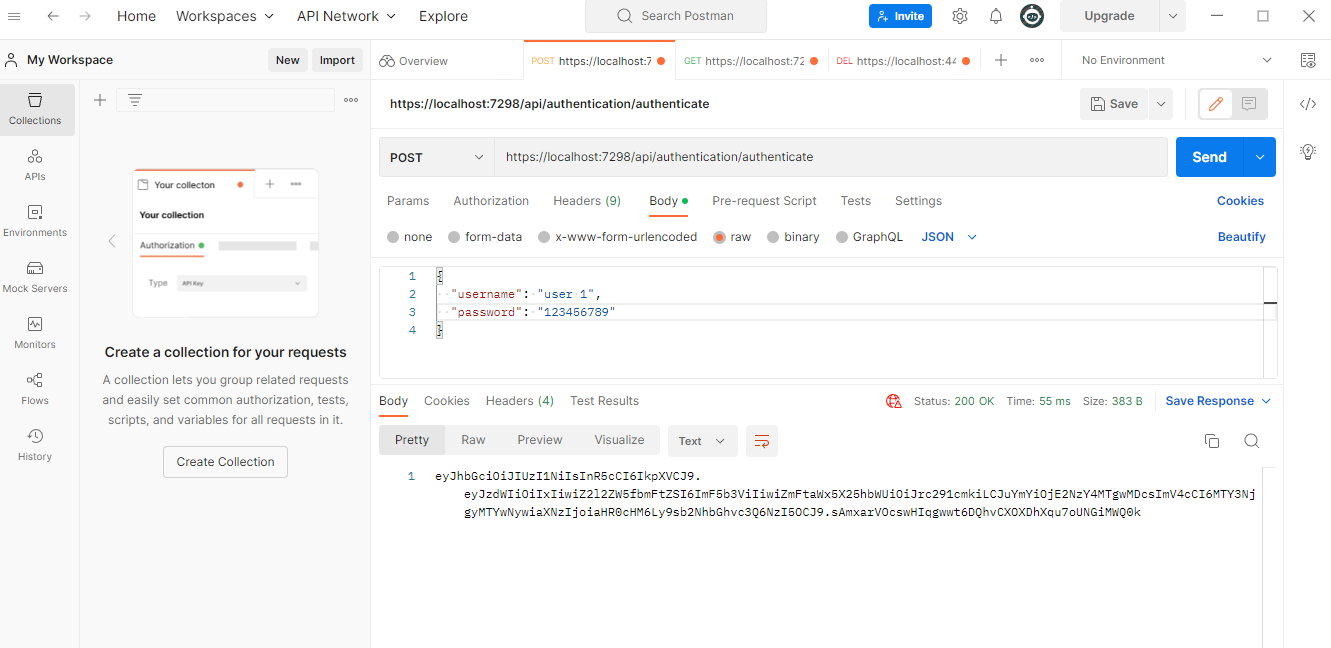 Home Workspaces API Network Explore Search Postman Invite Upgrade
My Workspace New Import Overview POST https://localhost:7 GET https://localhost:72 DEL https://localhost:44 No Environment
Collections
APIs
Environments
Mock Servers
Monitors
Flows
History
Your collecton
Your collection
Authorization
Type API Key
Create a collection for your requests
A collection lets you group related requests
and easily set common authorization, tests,
scripts, and variables for all requests in it.
Create Collection
https://localhost:7298/api/authentication/authenticate Save
POST https://localhost:7298/api/authentication/authenticate Send
Params Authorization Headers (9) Body Pre-request Script Tests Settings Cookies
none form-data x-www-form-urlencoded raw binary GraphQL JSON Beautify
1 {
2 "username": "user 1",
3 "password": "123456789"
4 }
Body Cookies Headers (4) Test Results Status: 200 OK Time: 55 ms Size: 383 B Save Response
Pretty Raw Preview Visualize Text
1 eyJhbGciOiJIUzI1NiIsInR5cCI6IkpXVCJ9.
eyJzdWIiOiIxIiwiZ2l2ZW5fbmFtZSI6ImF5b3ViIiwiZmFtaWx5X25hbWUiOiJrc291cmkiLCJuYmYiOjE2NzY4MTgwMDcsImV4cCI6MTY3Nj
gyMTYwNywiaXNzIjoiaHR0cHM6Ly9sb2NhbGhvc3Q6NzI5OCJ9.sAmxarVOcswHIqgwwt6DQhvCXOXDhXqu7oUNGiMWQ0k